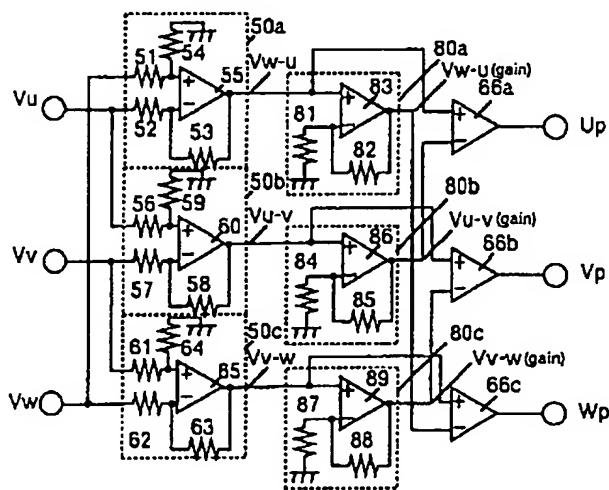 50a
54
51
55
Vw-u
80a
Vw-u(gain)
83
66a
Vu
52
53
81
82
Up
50b
59
56
60
Vu-v
80b
Vu-v(gain)
86
66b
Vv
57
58
84
85
Vp
50c
64
61
65
Vv-w
80c
Vv-w(gain)
89
66c
Vw
62
63
87
88
Wp
+
−
+
−
+
−
+
−
+
−
+
−
+
−
+
−
+
−